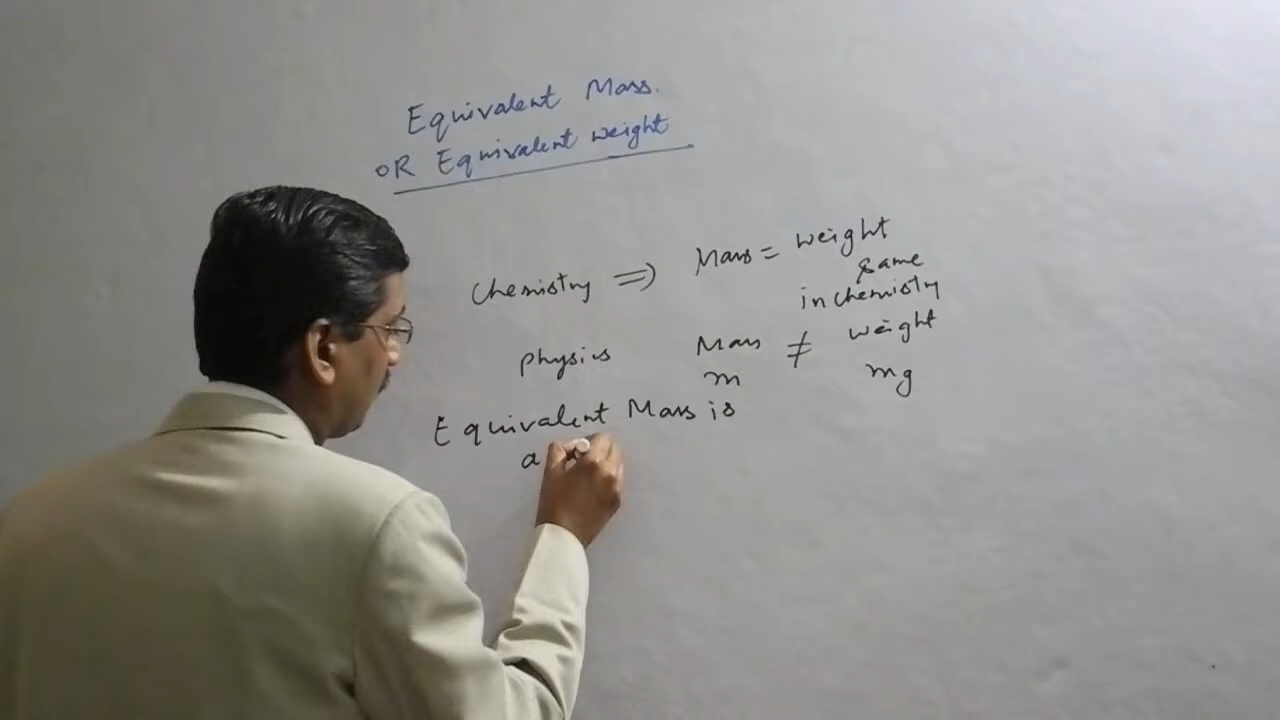 Equivalent Mass.
OR Equivalent weight
Chemistry ⇒ Mass = weight
same
in chemistry
physics Mass ≠ weight
m mg
Equivalent Mass is
a